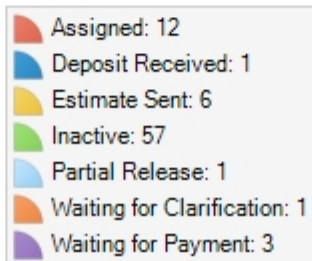 Assigned: 12
Deposit Received: 1
Estimate Sent: 6
Inactive: 57
Partial Release: 1
Waiting for Clarification: 1
Waiting for Payment: 3